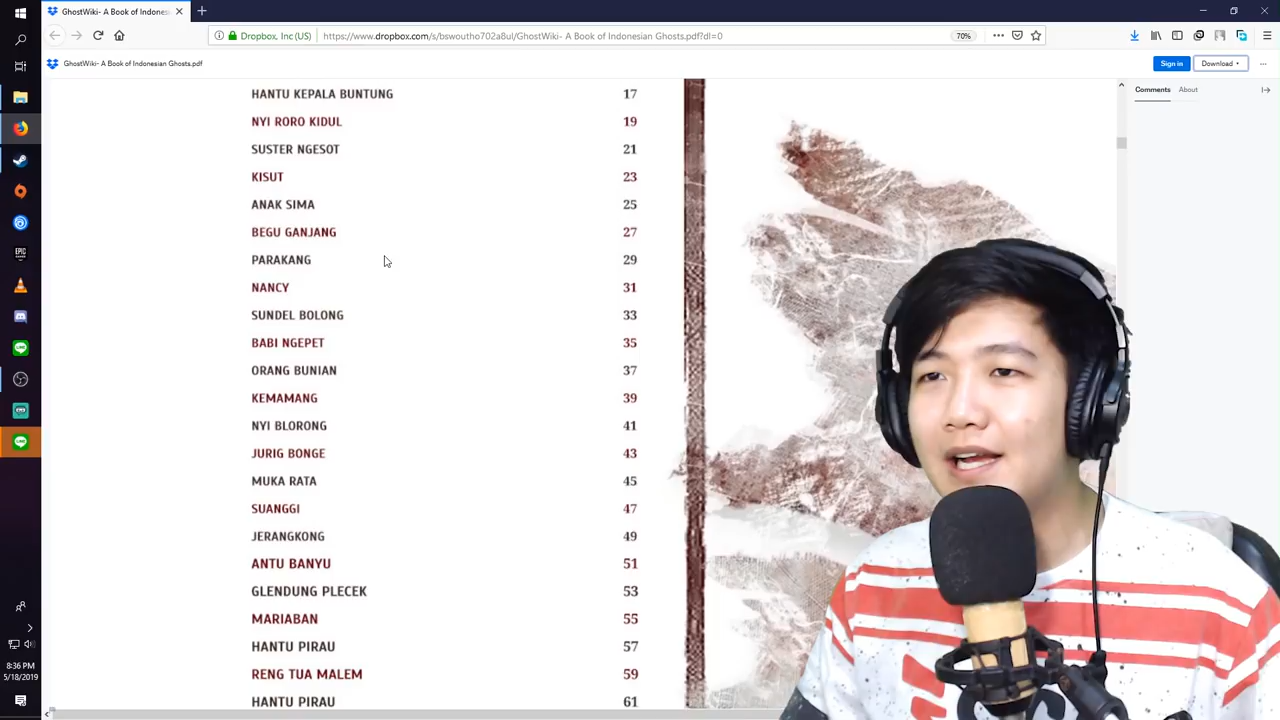 GhostWiki- A Book of Indones
Dropbox, Inc (US)
https://www.dropbox.com/s/bswoutho702a8ul/GhostWiki- A Book of Indonesian Ghosts.pdf?dl=0
70%
GhostWiki- A Book of Indonesian Ghosts.pdf
Sign in
Download
Comments
About
HANTU KEPALA BUNTUNG 17
NYI RORO KIDUL 19
SUSTER NGESOT 21
KISUT 23
ANAK SIMA 25
BEGU GANJANG 27
PARAKANG 29
NANCY 31
SUNDEL BOLONG 33
BABI NGEPET 35
ORANG BUNIAN 37
KEMAMANG 39
NYI BLORONG 41
JURIG BONGE 43
MUKA RATA 45
SUANGGI 47
JERANGKONG 49
ANTU BANYU 51
GLENDUNG PLECEK 53
MARIABAN 55
HANTU PIRAU 57
RENG TUA MALEM 59
HANTU PIRAU 61
EPIC
8:36 PM
5/18/2019